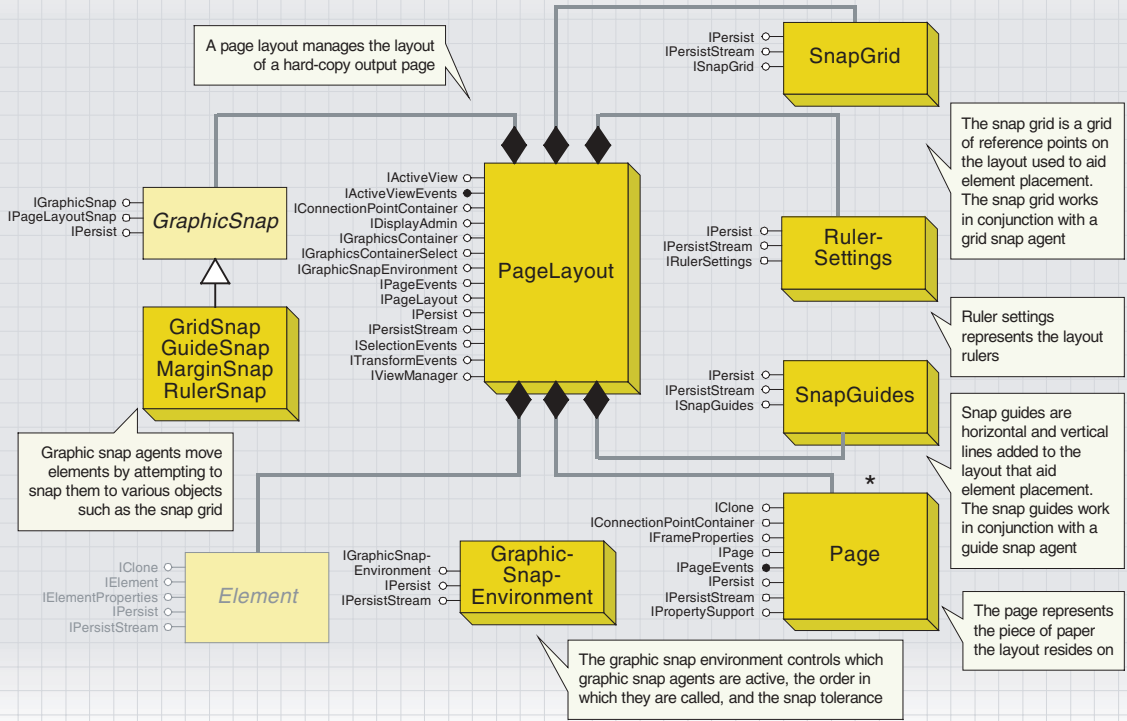 A page layout manages the layout
of a hard-copy output page
IPersist
IPersistStream
ISnapGrid
SnapGrid
The snap grid is a grid
of reference points on
the layout used to aid
element placement.
The snap grid works
in conjunction with a
grid snap agent
IGraphicSnap
IPageLayoutSnap
IPersist
GraphicSnap
IActiveView
IActiveViewEvents
IConnectionPointContainer
IDisplayAdmin
IGraphicsContainer
IGraphicsContainerSelect
IGraphicSnapEnvironment
IPageEvents
IPageLayout
IPersist
IPersistStream
ISelectionEvents
ITransformEvents
IViewManager
PageLayout
IPersist
IPersistStream
IRulerSettings
Ruler-
Settings
Ruler settings
represents the layout
rulers
GridSnap
GuideSnap
MarginSnap
RulerSnap
Graphic snap agents move
elements by attempting to
snap them to various objects
such as the snap grid
IPersist
IPersistStream
ISnapGuides
SnapGuides
Snap guides are
horizontal and vertical
lines added to the
layout that aid
element placement.
The snap guides work
in conjunction with a
guide snap agent
IClone
IElement
IElementProperties
IPersist
IPersistStream
Element
IGraphicSnap-
Environment
IPersist
IPersistStream
Graphic-
Snap-
Environment
The graphic snap environment controls which
graphic snap agents are active, the order in
which they are called, and the snap tolerance
*
IClone
IConnectionPointContainer
IFrameProperties
IPage
IPageEvents
IPersist
IPersistStream
IPropertySupport
Page
The page represents
the piece of paper
the layout resides on